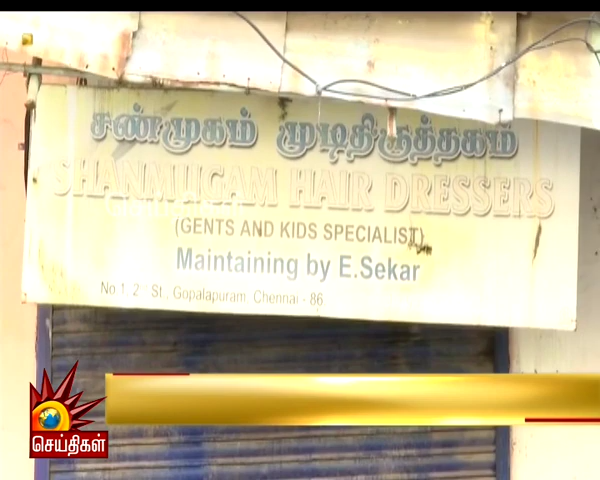 சண்முகம் முடிதிருத்தகம்
SHANMUGAM HAIR DRESSERS
(GENTS AND KIDS SPECIALIST)
Maintaining by E.Sekar
No 1, 2 St., Gopalapuram, Chennai - 86
செய்திகள்